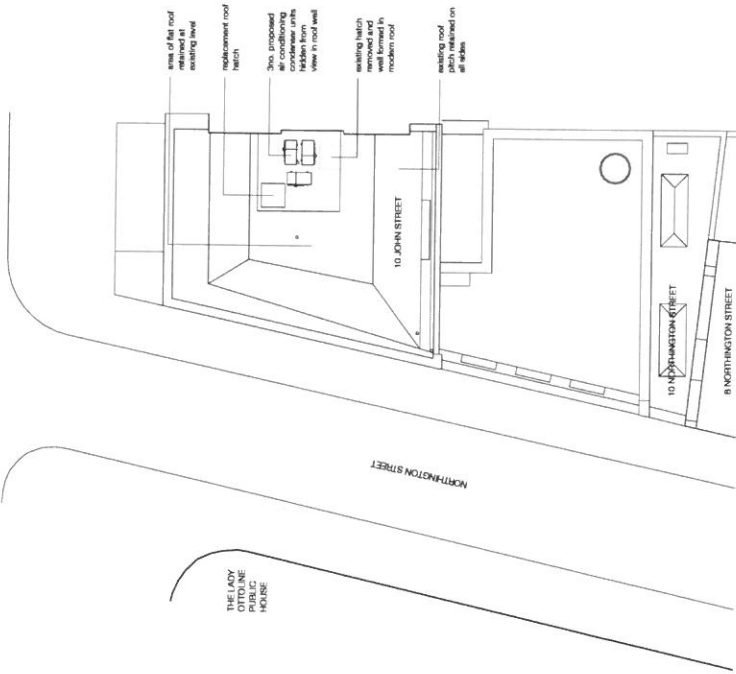 area of flat roof
retained at
existing level
replacement roof
hatch
3no. proposed
air conditioning
condenser units
hidden from
view in roof well
existing hatch
removed and
well formed in
modern roof
existing roof
pitch retained on
all sides
10 JOHN STREET
10 NORTHINGTON STREET
8 NORTHINGTON STREET
NORTHINGTON STREET
THE LADY
OTTOLINE
PUBLIC
HOUSE